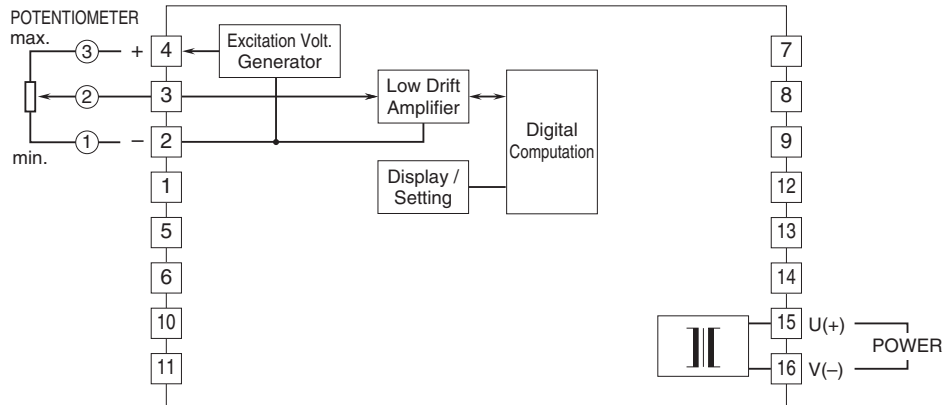 POTENTIOMETER
max.
3
+
4
Excitation Volt.
Generator
7
2
3
Low Drift
Amplifier
8
1
−
2
min.
Digital
Computation
9
1
Display /
Setting
12
5
13
6
14
10
15
U(+)
POWER
11
16
V(–)